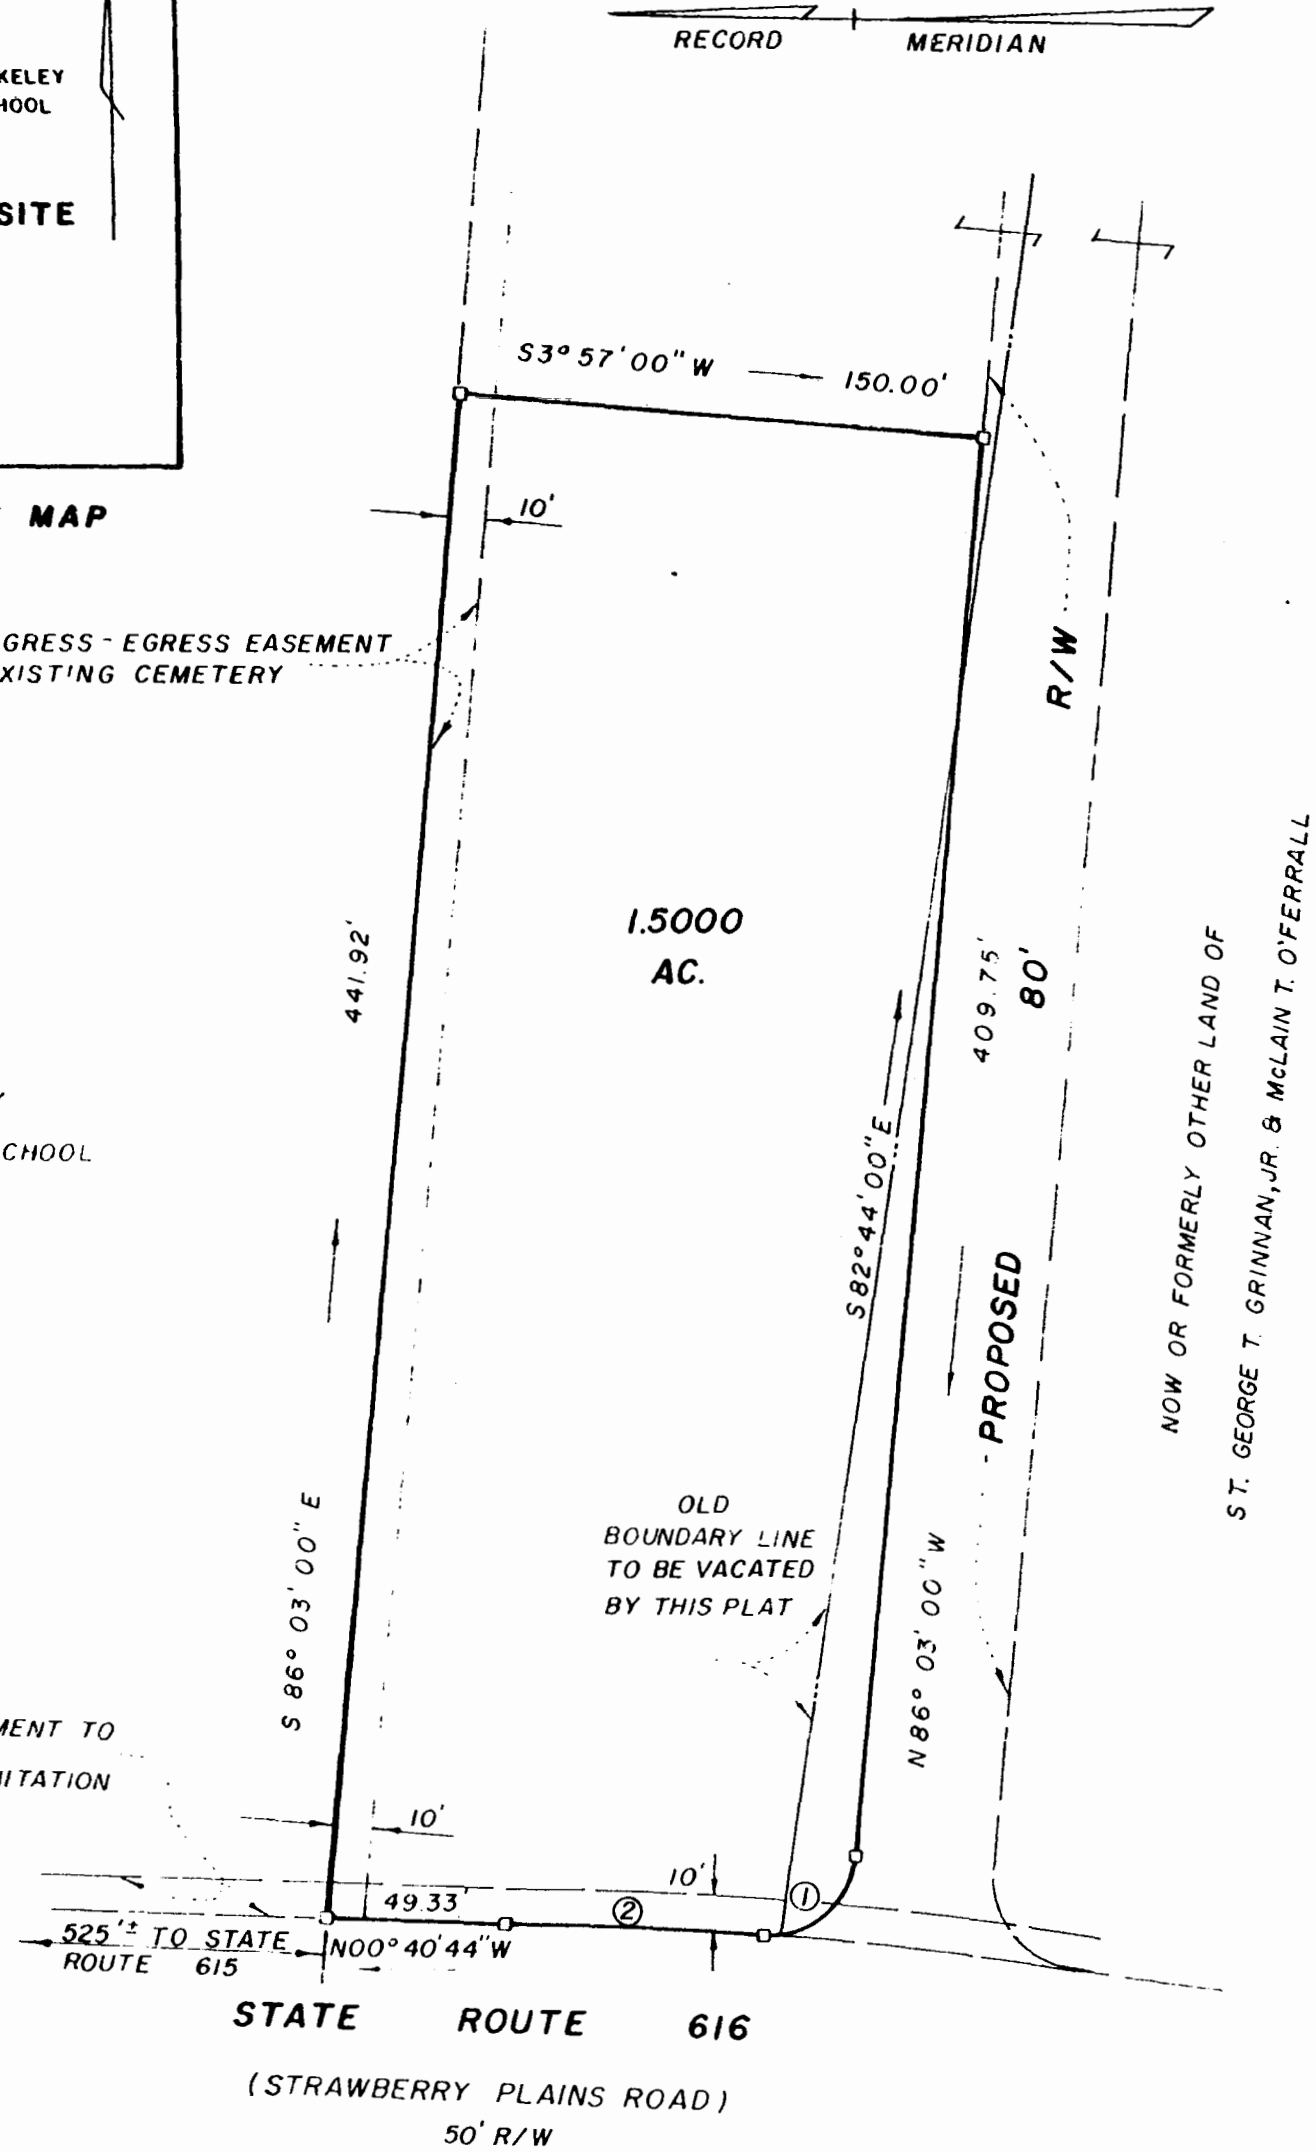 RECORD MERIDIAN
KELEY
HOOL
SITE
MAP
S3°57'00"W 150.00'
10'
GRESS - EGRESS EASEMENT
XISTING CEMETERY
R/W
441.92'
1.5000
AC.
409.75'
80'
CHOOL
S82°44'00"E
PROPOSED
NOW OR FORMERLY OTHER LAND OF
ST. GEORGE T. GRINNAN, JR. & McLAIN T. O'FERRALL
OLD
BOUNDARY LINE
TO BE VACATED
BY THIS PLAT
S 86° 03' 00" E
N86° 03' 00" W
MENT TO
ITATION
10'
10'
49.33'
②
①
525'± TO STATE
ROUTE 615
N00°40'44"W
STATE ROUTE 616
(STRAWBERRY PLAINS ROAD)
50' R/W